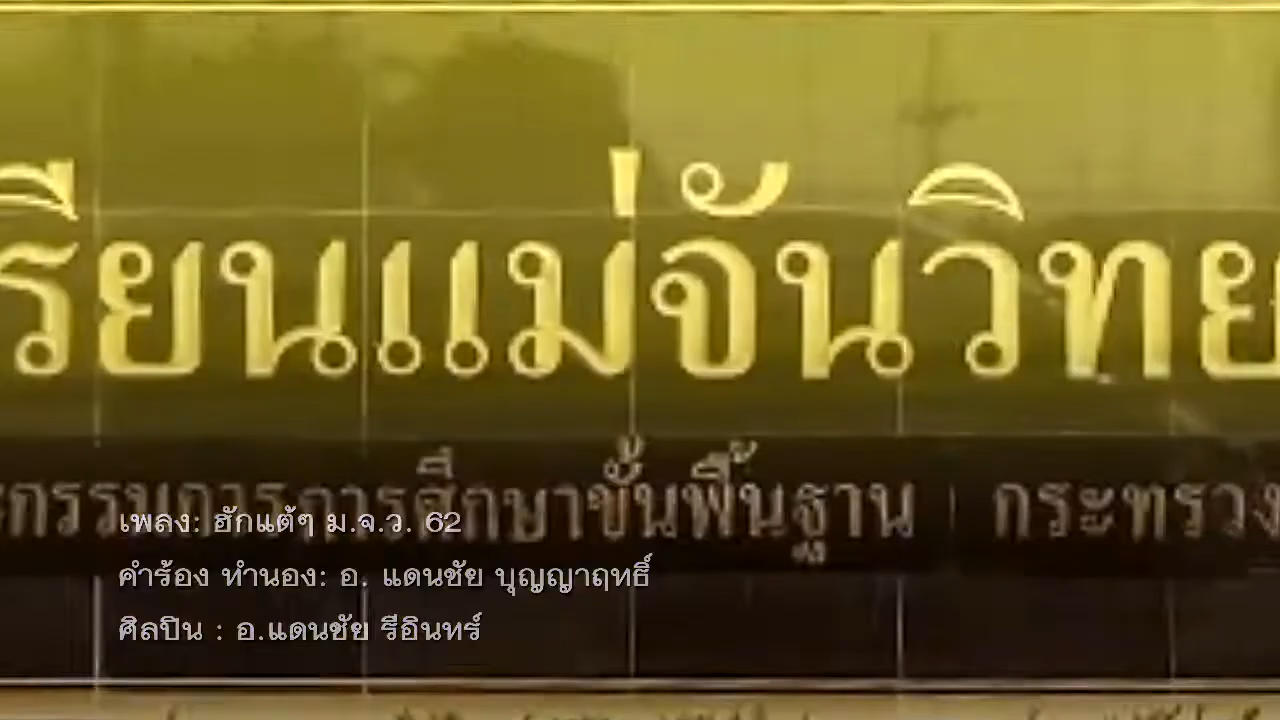 รียนแม่จันวิทย
กรรมการการศึกษาขั้นพื้นฐาน กระทรวง
เพลง: ฮักแต้ๆ ม.จ.ว. 62
คำร้อง ทำนอง: อ. แดนชัย บุญญาฤทธิ์
ศิลปิน : อ.แดนชัย รีอินทร์